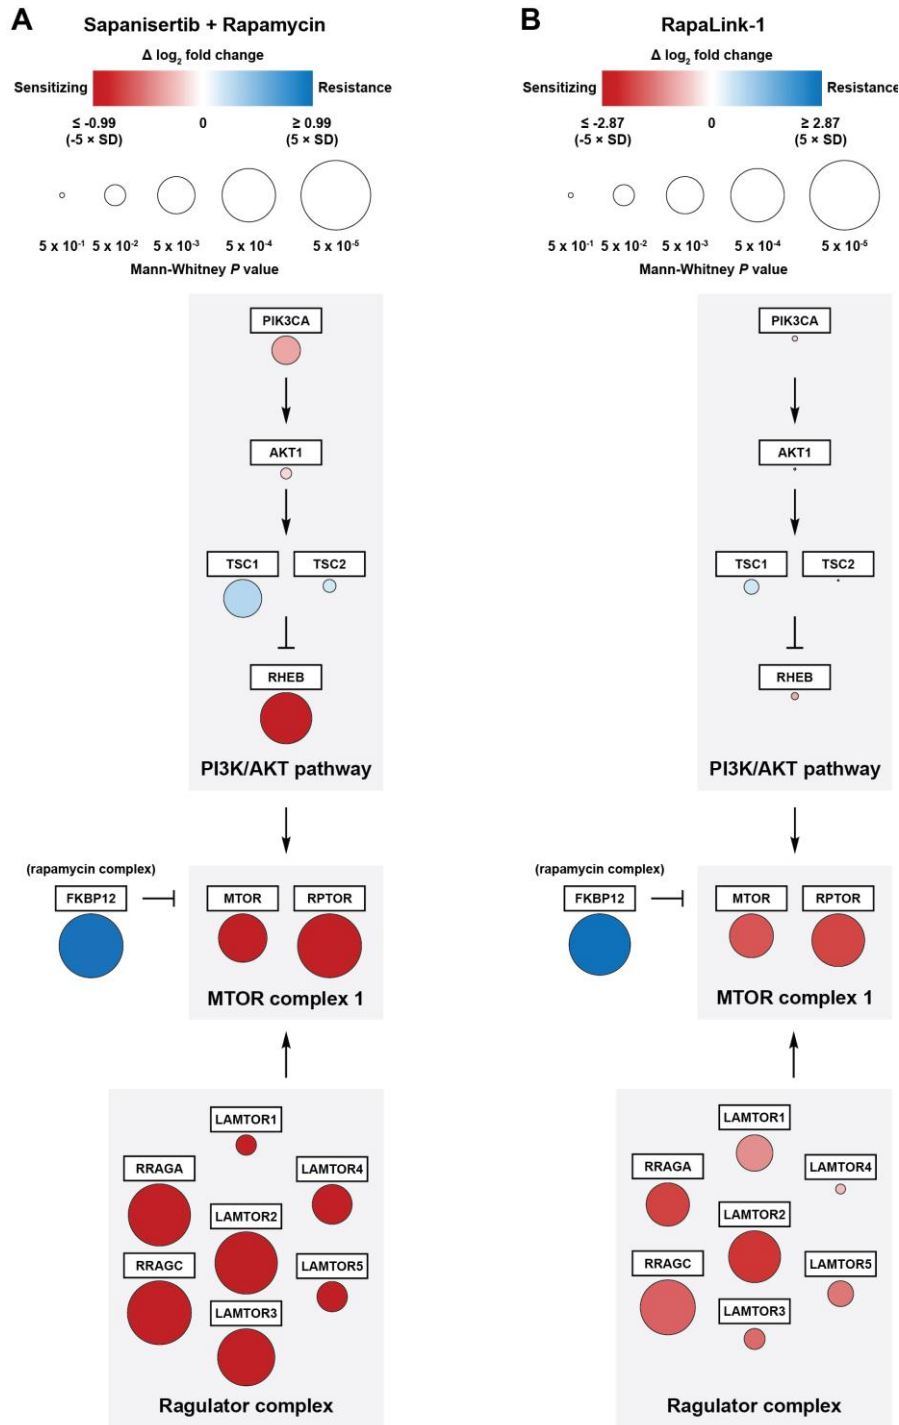 A
Sapanisertib + Rapamycin
Δ log2 fold change
Sensitizing
Resistance
≤ -0.99
(-5 × SD)
0
≥ 0.99
(5 × SD)
5 x 10-1
5 x 10-2
5 x 10-3
5 x 10-4
5 x 10-5
Mann-Whitney P value
PIK3CA
AKT1
TSC1
TSC2
RHEB
PI3K/AKT pathway
(rapamycin complex)
FKBP12
MTOR
RPTOR
MTOR complex 1
LAMTOR1
RRAGA
LAMTOR4
LAMTOR2
RRAGC
LAMTOR5
LAMTOR3
Ragulator complex
B
RapaLink-1
Δ log2 fold change
Sensitizing
Resistance
≤ -2.87
(-5 × SD)
0
≥ 2.87
(5 × SD)
5 x 10-1
5 x 10-2
5 x 10-3
5 x 10-4
5 x 10-5
Mann-Whitney P value
PIK3CA
AKT1
TSC1
TSC2
RHEB
PI3K/AKT pathway
(rapamycin complex)
FKBP12
MTOR
RPTOR
MTOR complex 1
LAMTOR1
RRAGA
LAMTOR4
LAMTOR2
RRAGC
LAMTOR5
LAMTOR3
Ragulator complex